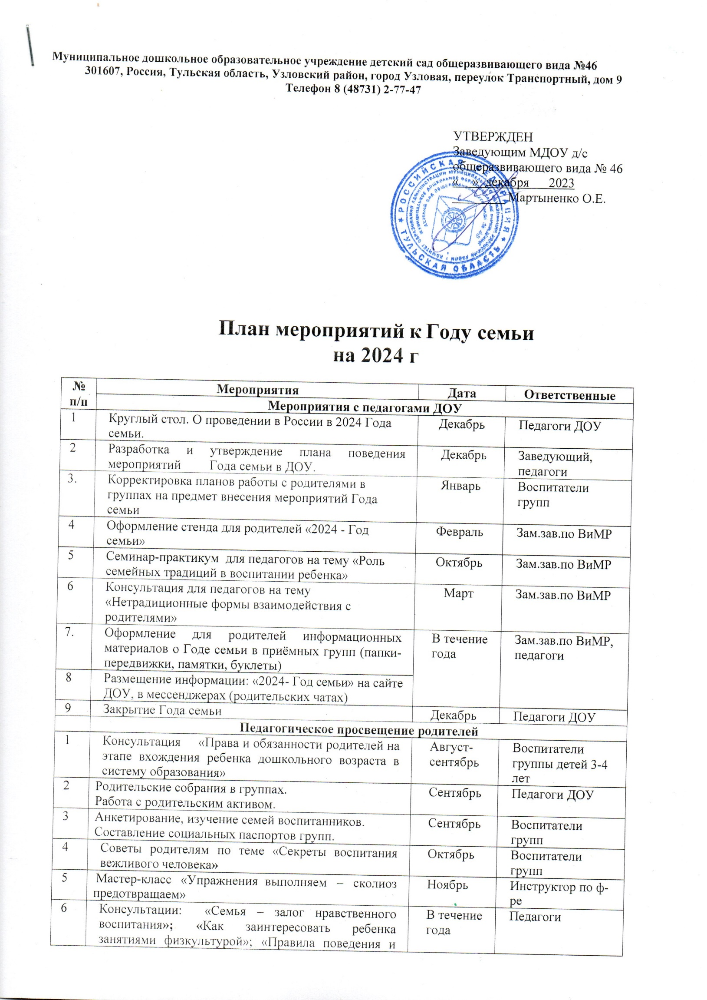 Муниципальное дошкольное образовательное учреждение детский сад общеразвивающего вида №46
301607, Россия, Тульская область, Узловский район, город Узловая, переулок Транспортный, дом 9
Телефон 8 (48731) 2-77-47
УТВЕРЖДЕН
Заведующим МДОУ д/с
общеразвивающего вида № 46
«    »  декабря      2023
________ Мартыненко О.Е.
РОССИЙСКАЯ ФЕДЕРАЦИЯ
ТУЛЬСКАЯ ОБЛАСТЬ
План мероприятий к Году семьи
на 2024 г
№ Мероприятия Дата Ответственные
п/п Мероприятия с педагогами ДОУ
1 Круглый стол. О проведении в России в 2024 Года Декабрь Педагоги ДОУ
семьи.
2 Разработка и утверждение плана поведения Декабрь Заведующий,
мероприятий Года семьи в ДОУ. педагоги
3. Корректировка планов работы с родителями в Январь Воспитатели
группах на предмет внесения мероприятий Года групп
семьи
4 Оформление стенда для родителей «2024 - Год Февраль Зам.зав.по ВиМР
семьи»
5 Семинар-практикум для педагогов на тему «Роль Октябрь Зам.зав.по ВиМР
семейных традиций в воспитании ребенка»
6 Консультация для педагогов на тему Март Зам.зав.по ВиМР
«Нетрадиционные формы взаимодействия с
родителями»
7. Оформление для родителей информационных В течение Зам.зав.по ВиМР,
материалов о Годе семьи в приёмных групп (папки- года педагоги
передвижки, памятки, буклеты)
8 Размещение информации: «2024- Год семьи» на сайте
ДОУ, в мессенджерах (родительских чатах)
9 Закрытие Года семьи Декабрь Педагоги ДОУ
Педагогическое просвещение родителей
1 Консультация «Права и обязанности родителей на Август- Воспитатели
этапе вхождения ребенка дошкольного возраста в сентябрь группы детей 3-4
систему образования» лет
2 Родительские собрания в группах. Сентябрь Педагоги ДОУ
Работа с родительским активом.
3 Анкетирование, изучение семей воспитанников. Сентябрь Воспитатели
Составление социальных паспортов групп. групп
4 Советы родителям по теме «Секреты воспитания Октябрь Воспитатели
вежливого человека» групп
5 Мастер-класс «Упражнения выполняем – сколиоз Ноябрь Инструктор по ф-
предотвращаем» ре
6 Консультации: «Семья – залог нравственного В течение Педагоги
воспитания»; «Как заинтересовать ребенка года
занятиями физкультурой»; «Правила поведения и